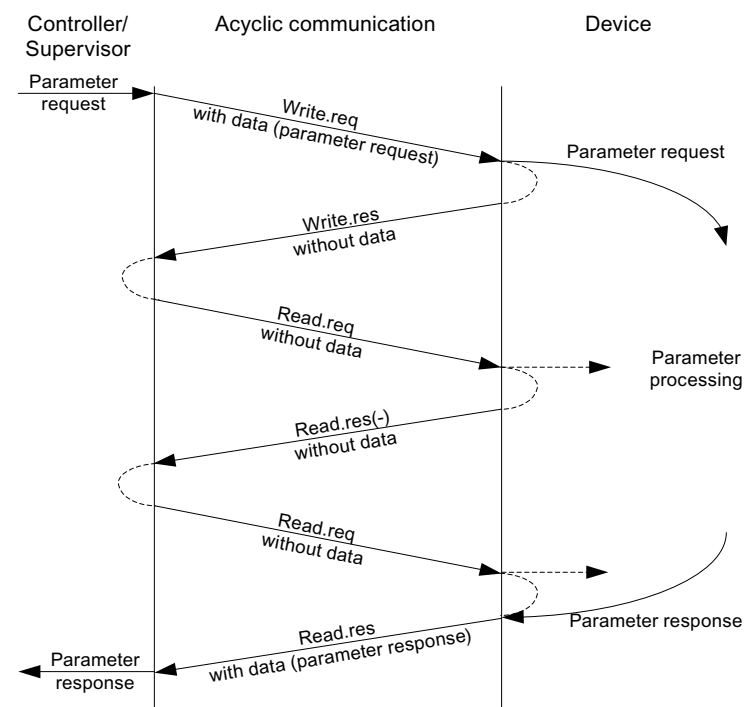 Controller/
Supervisor
Acyclic communication
Device
Parameter
request
Write.req
with data (parameter request)
Parameter request
Write.res
without data
Read.req
without data
Parameter
processing
Read.res(-)
without data
Read.req
without data
Parameter response
Read.res
with data (parameter response)
Parameter
response